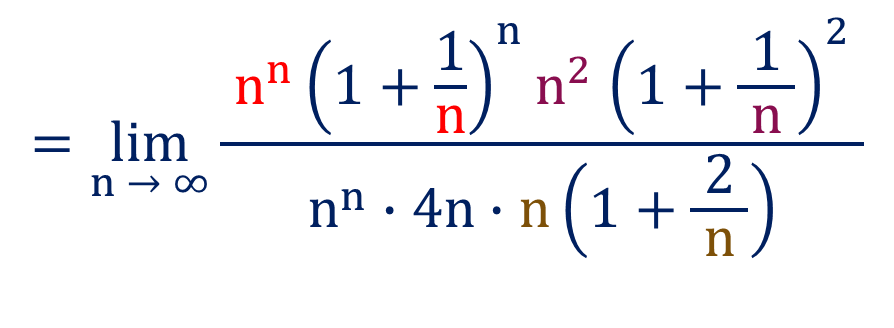 = lim n → ∞ nⁿ (1 + 1/n)ⁿ n² (1 + 1/n)² / nⁿ · 4n · n (1 + 2/n)